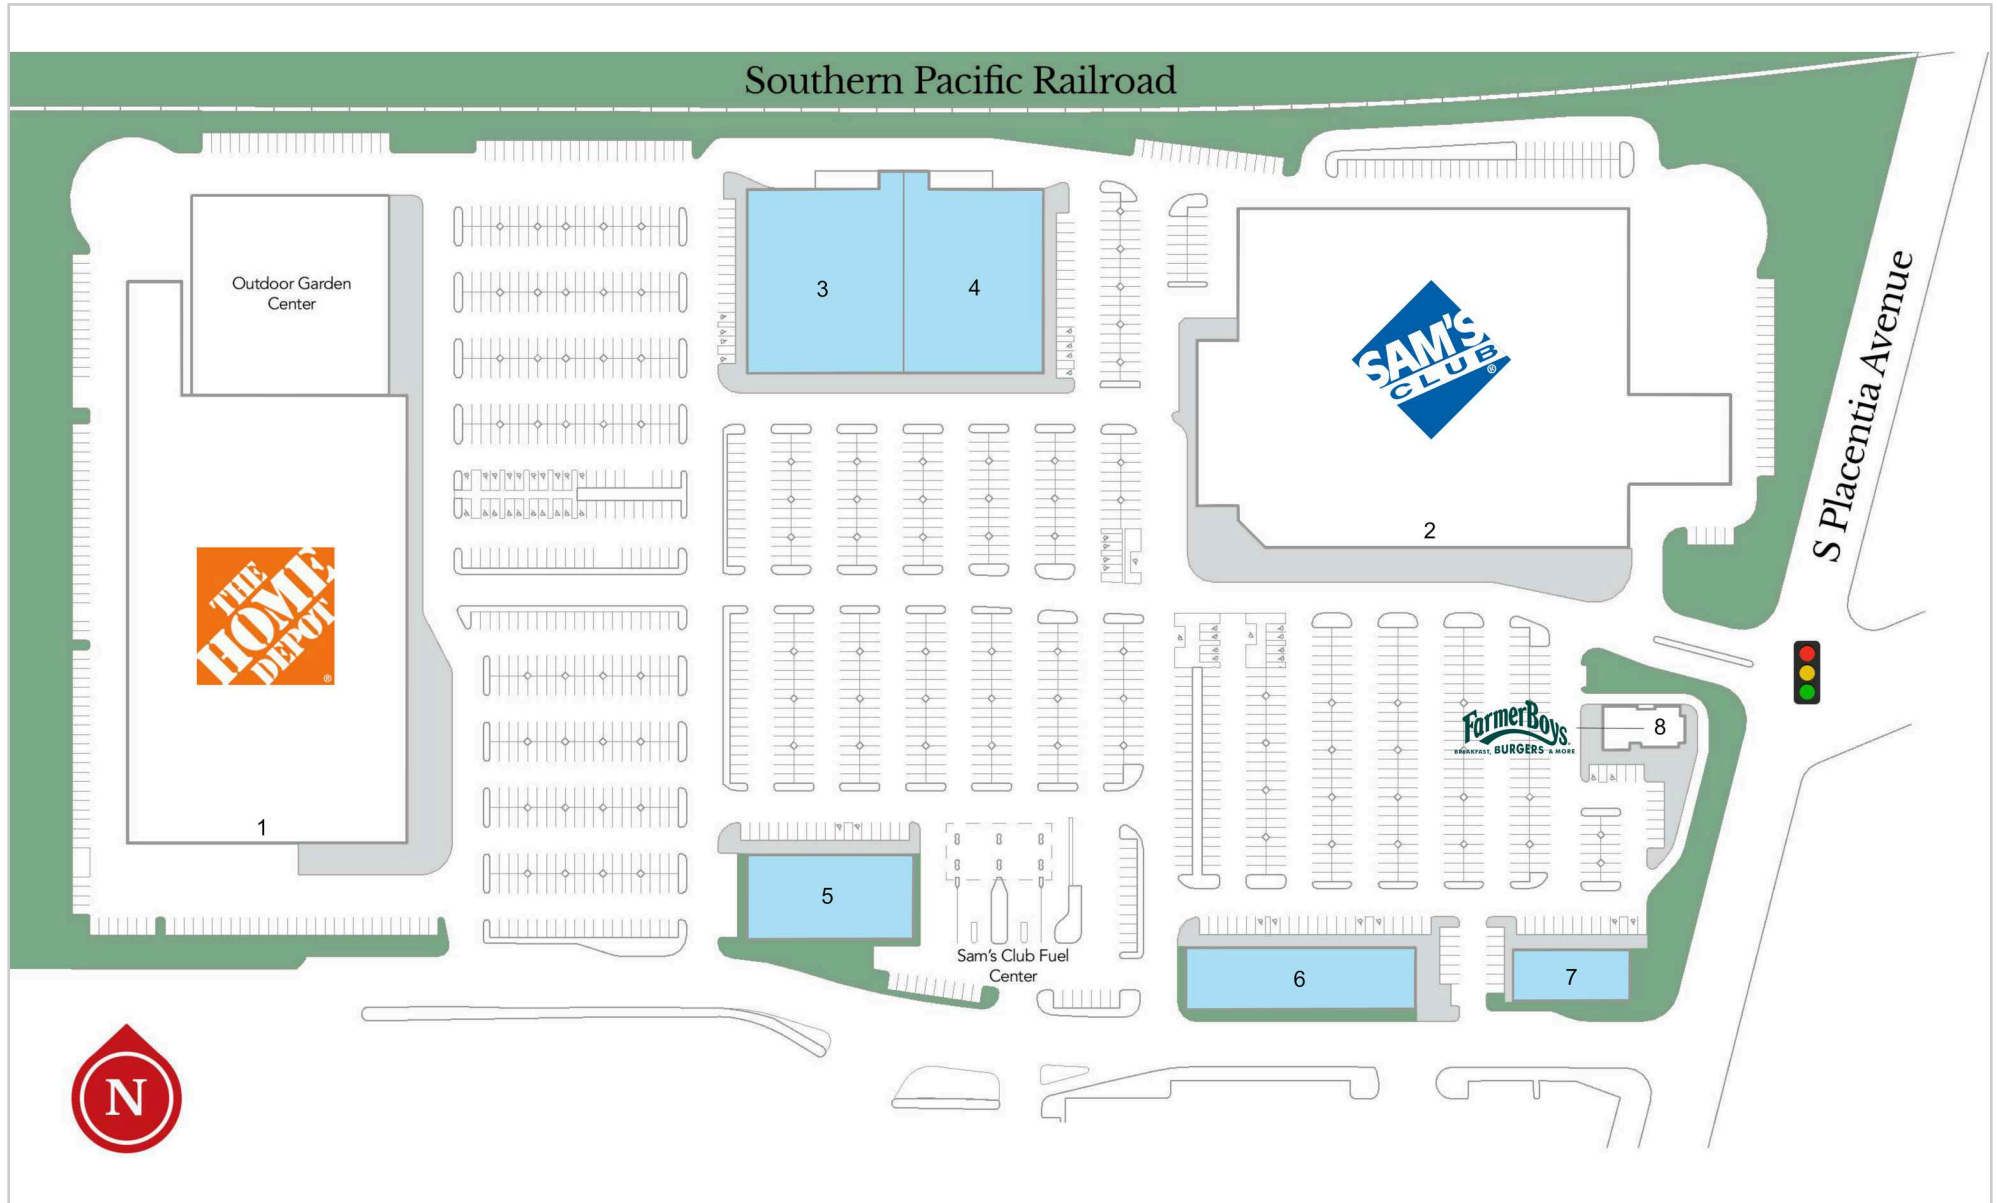 Southern Pacific Railroad
Outdoor Garden
Center
3
4
SAM'S
CLUB
®
S Placentia Avenue
2
THE
HOME
DEPOT
®
1
FarmerBoys.
BREAKFAST, BURGERS & MORE
8
5
Sam's Club Fuel
Center
6
7
N